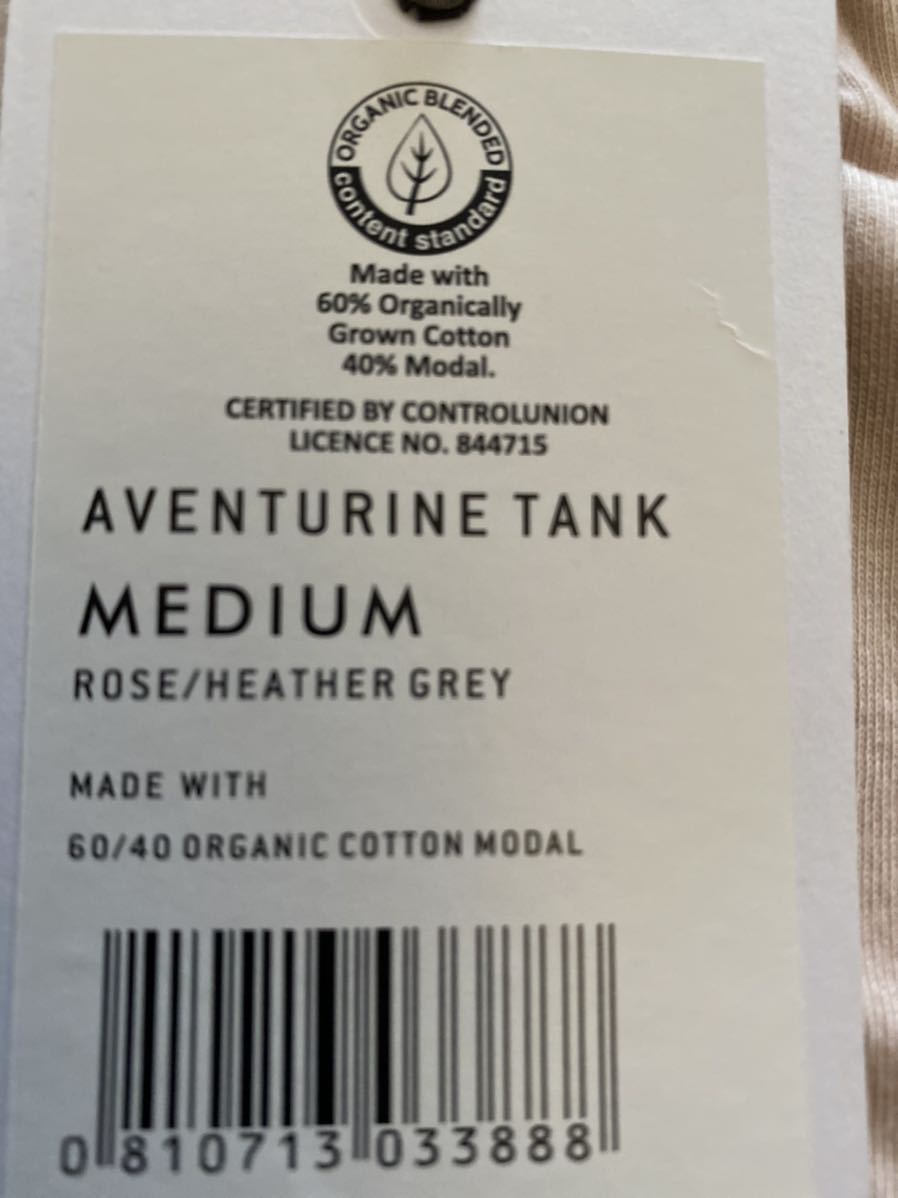 ORGANIC BLENDED
content standard
Made with
60% Organically
Grown Cotton
40% Modal.
CERTIFIED BY CONTROLUNION
LICENCE NO. 844715
AVENTURINE TANK
MEDIUM
ROSE/HEATHER GREY
MADE WITH
60/40 ORGANIC COTTON MODAL
0 810713 033888